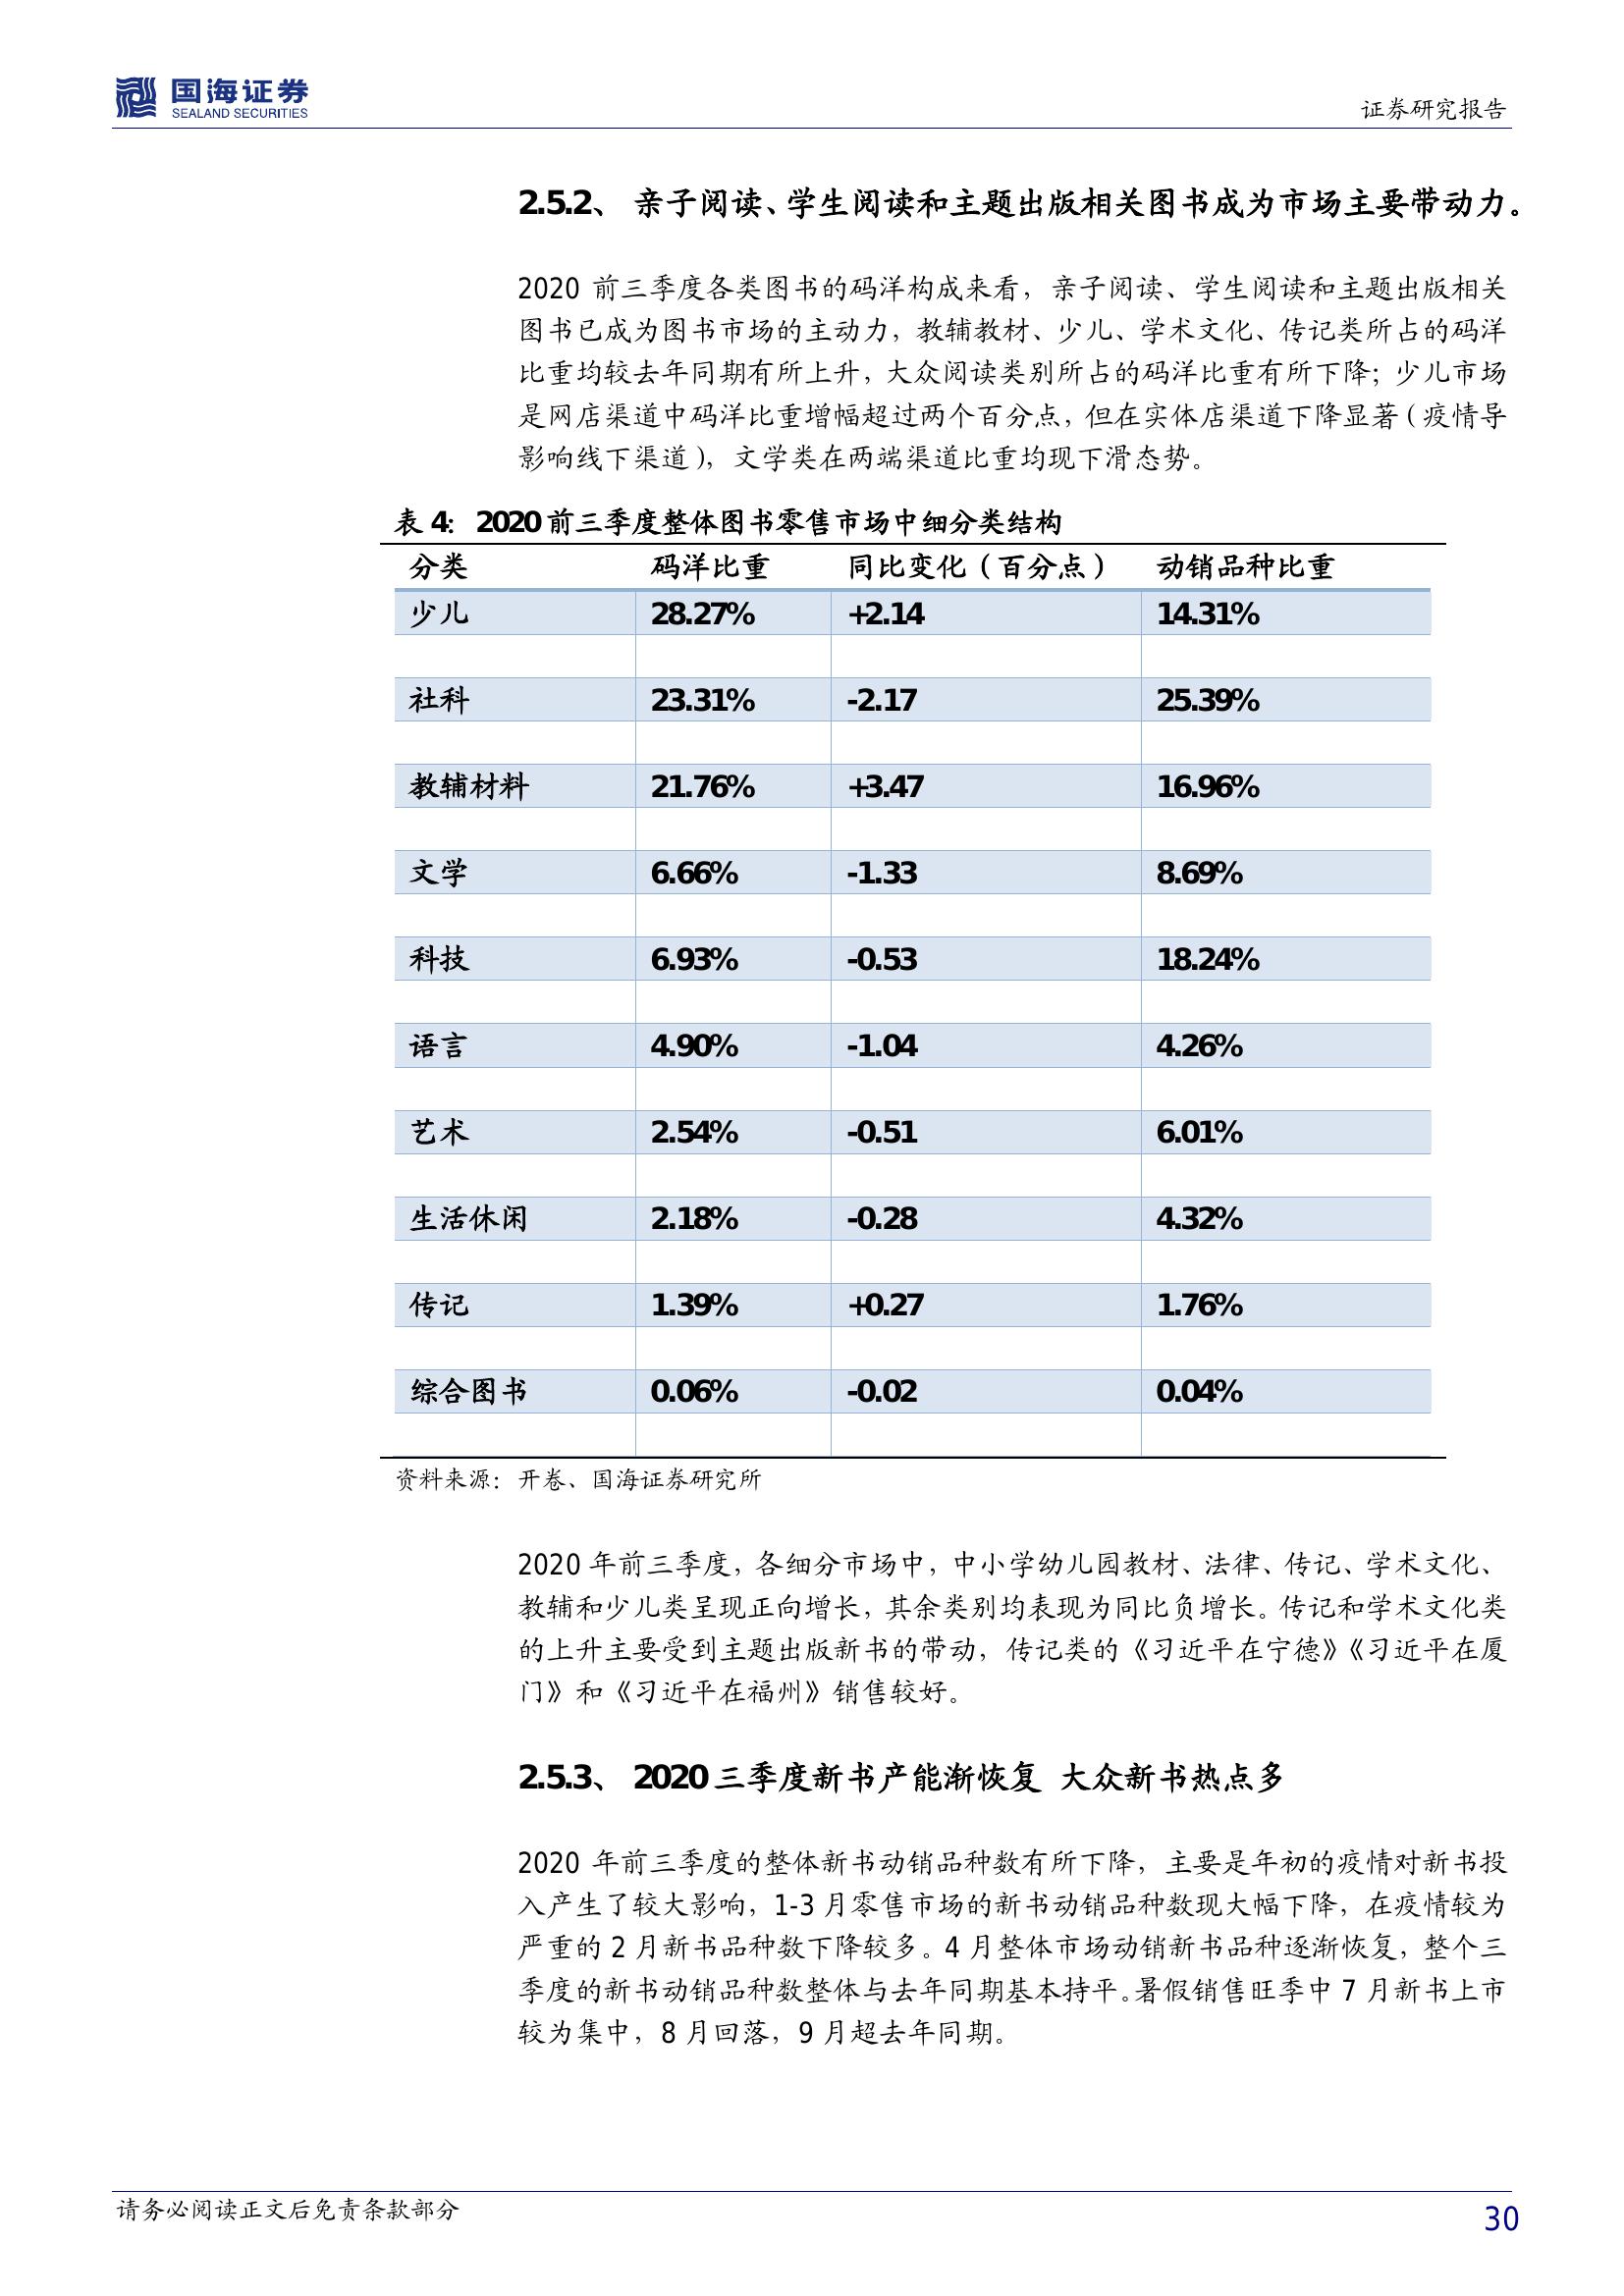 国海证券
SEALAND SECURITIES
证券研究报告
2.5.2、 亲子阅读、学生阅读和主题出版相关图书成为市场主要带动力。
2020 前三季度各类图书的码洋构成来看，亲子阅读、学生阅读和主题出版相关
图书已成为图书市场的主动力，教辅教材、少儿、学术文化、传记类所占的码洋
比重均较去年同期有所上升，大众阅读类别所占的码洋比重有所下降；少儿市场
是网店渠道中码洋比重增幅超过两个百分点，但在实体店渠道下降显著（疫情导
影响线下渠道），文学类在两端渠道比重均现下滑态势。
表 4： 2020 前三季度整体图书零售市场中细分类结构
分类 码洋比重 同比变化（百分点） 动销品种比重
少儿 28.27% +2.14 14.31%
社科 23.31% -2.17 25.39%
教辅材料 21.76% +3.47 16.96%
文学 6.66% -1.33 8.69%
科技 6.93% -0.53 18.24%
语言 4.90% -1.04 4.26%
艺术 2.54% -0.51 6.01%
生活休闲 2.18% -0.28 4.32%
传记 1.39% +0.27 1.76%
综合图书 0.06% -0.02 0.04%
资料来源：开卷、国海证券研究所
2020 年前三季度，各细分市场中，中小学幼儿园教材、法律、传记、学术文化、
教辅和少儿类呈现正向增长，其余类别均表现为同比负增长。传记和学术文化类
的上升主要受到主题出版新书的带动，传记类的《习近平在宁德》《习近平在厦
门》和《习近平在福州》销售较好。
2.5.3、 2020 三季度新书产能渐恢复 大众新书热点多
2020 年前三季度的整体新书动销品种数有所下降，主要是年初的疫情对新书投
入产生了较大影响，1-3 月零售市场的新书动销品种数现大幅下降，在疫情较为
严重的 2 月新书品种数下降较多。4 月整体市场动销新书品种逐渐恢复，整个三
季度的新书动销品种数整体与去年同期基本持平。暑假销售旺季中 7 月新书上市
较为集中，8 月回落，9 月超去年同期。
请务必阅读正文后免责条款部分
30